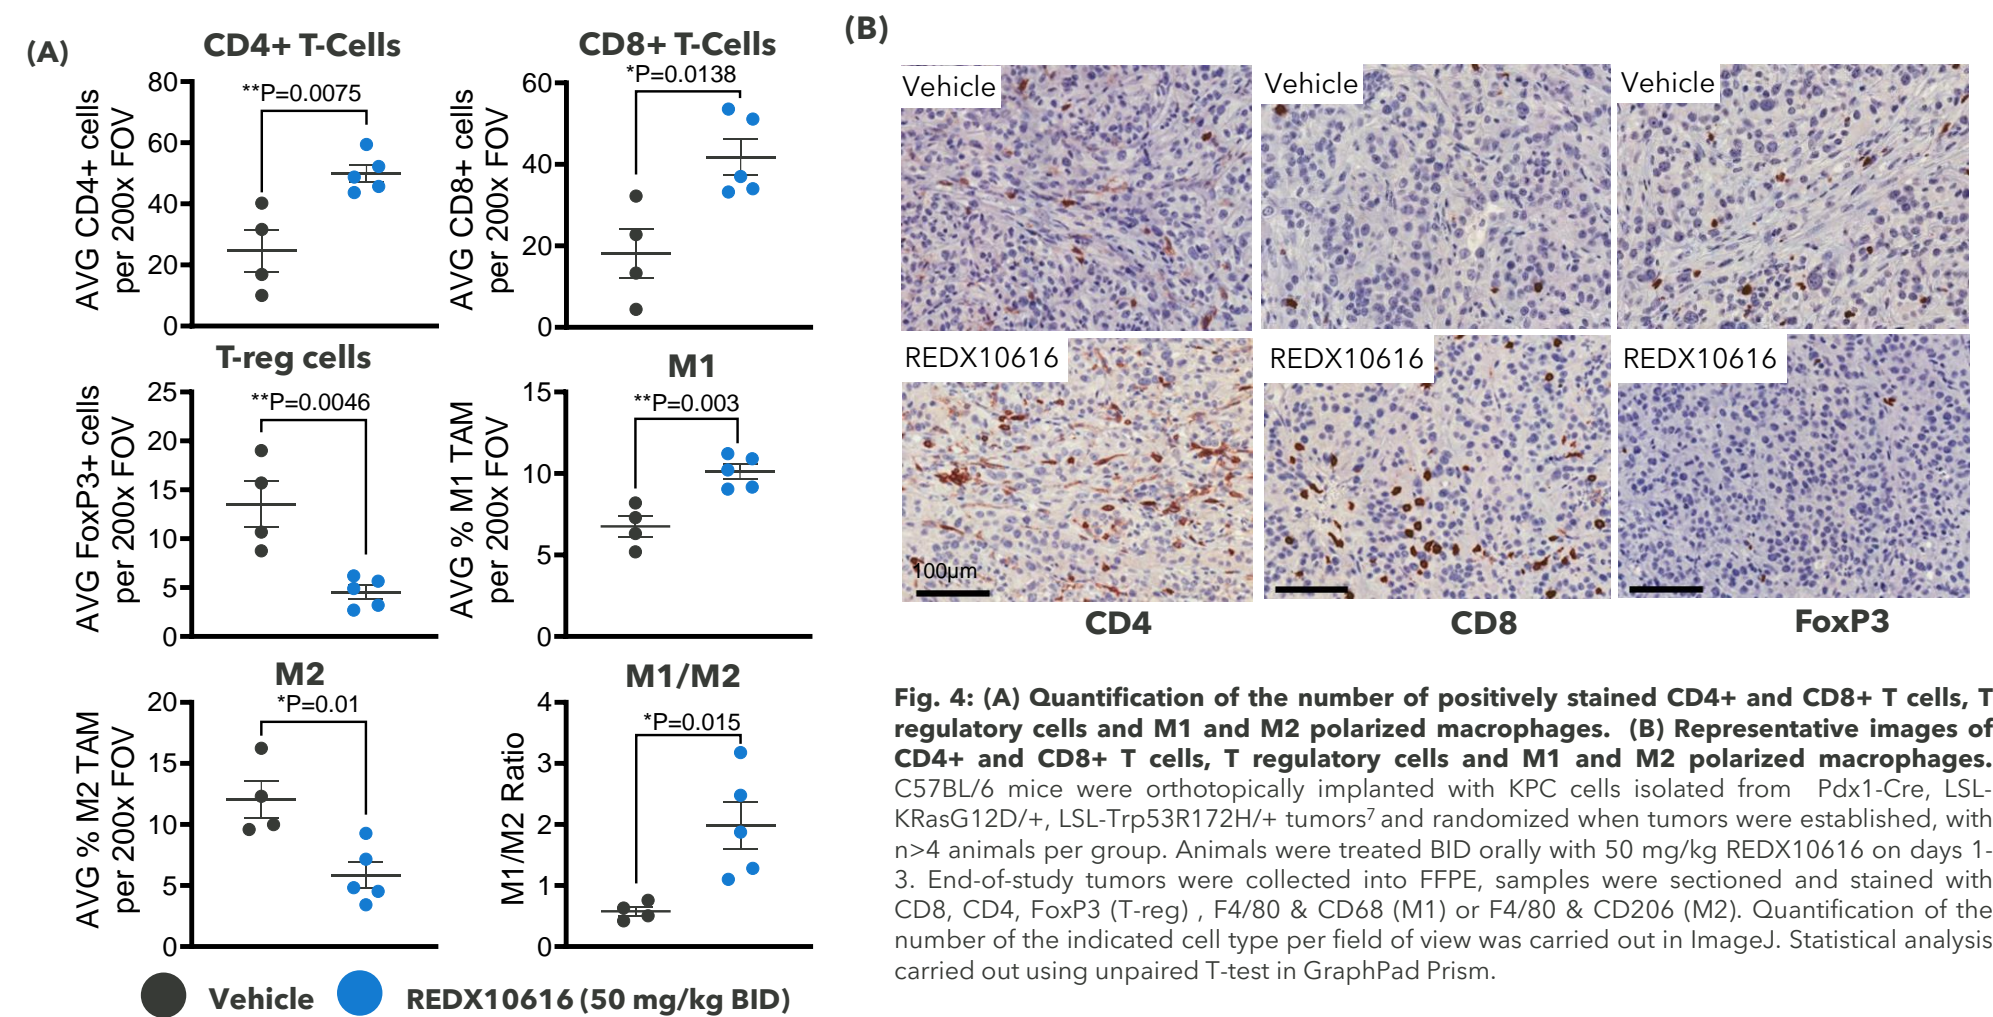 (A)
CD4+ T-Cells
**P=0.0075
AVG CD4+ cells
per 200x FOV
80
60
40
20
0
CD8+ T-Cells
*P=0.0138
AVG CD8+ cells
per 200x FOV
60
40
20
0
T-reg cells
**P=0.0046
AVG FoxP3+ cells
per 200x FOV
25
20
15
10
5
0
M1
**P=0.003
AVG % M1 TAM
per 200x FOV
15
10
5
0
M2
*P=0.01
AVG % M2 TAM
per 200x FOV
20
15
10
5
0
M1/M2
*P=0.015
M1/M2 Ratio
4
3
2
1
0
Vehicle
REDX10616 (50 mg/kg BID)
(B)
Vehicle
Vehicle
Vehicle
REDX10616
REDX10616
REDX10616
100µm
CD4
CD8
FoxP3
Fig. 4: (A) Quantification of the number of positively stained CD4+ and CD8+ T cells, T
regulatory cells and M1 and M2 polarized macrophages. (B) Representative images of
CD4+ and CD8+ T cells, T regulatory cells and M1 and M2 polarized macrophages.
C57BL/6 mice were orthotopically implanted with KPC cells isolated from Pdx1-Cre, LSL-
KRasG12D/+, LSL-Trp53R172H/+ tumors⁷ and randomized when tumors were established, with
n>4 animals per group. Animals were treated BID orally with 50 mg/kg REDX10616 on days 1-
3. End-of-study tumors were collected into FFPE, samples were sectioned and stained with
CD8, CD4, FoxP3 (T-reg) , F4/80 & CD68 (M1) or F4/80 & CD206 (M2). Quantification of the
number of the indicated cell type per field of view was carried out in ImageJ. Statistical analysis
carried out using unpaired T-test in GraphPad Prism.